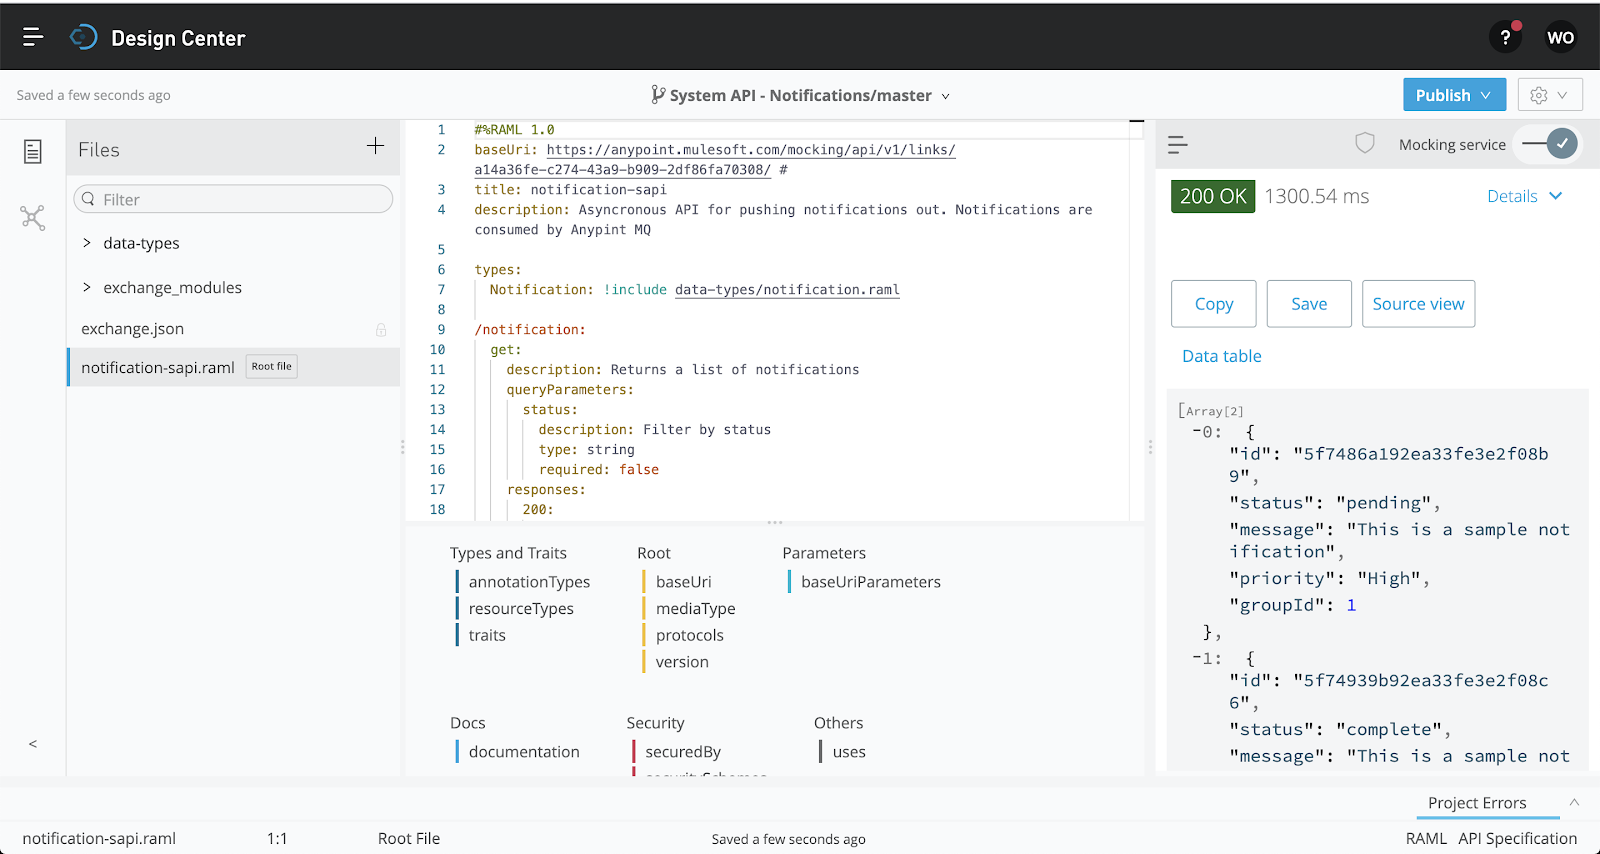 Design Center
?
WO
Saved a few seconds ago
System API - Notifications/master
Publish
Files
+
Filter
> data-types
> exchange_modules
exchange.json
notification-sapi.raml Root file
<
1 #%RAML 1.0
2 baseUri: https://anypoint.mulesoft.com/mocking/api/v1/links/
a14a36fe-c274-43a9-b909-2df86fa70308/ #
3 title: notification-sapi
4 description: Asyncronous API for pushing notifications out. Notifications are
consumed by Anypint MQ
5
6 types:
7 Notification: !include data-types/notification.raml
8
9 /notification:
10 get:
11 description: Returns a list of notifications
12 queryParameters:
13 status:
14 description: Filter by status
15 type: string
16 required: false
17 responses:
18 200:
Types and Traits
annotationTypes
resourceTypes
traits
Root
baseUri
mediaType
protocols
version
Parameters
baseUriParameters
Docs
documentation
Security
securedBy
Others
uses
Mocking service
200 OK 1300.54 ms
Details
Copy
Save
Source view
Data table
[Array[2]
-0: {
"id": "5f7486a192ea33fe3e2f08b
9",
"status": "pending",
"message": "This is a sample not
ification",
"priority": "High",
"groupId": 1
},
-1: {
"id": "5f74939b92ea33fe3e2f08c
6",
"status": "complete",
"message": "This is a sample not
Project Errors
notification-sapi.raml
1:1
Root File
Saved a few seconds ago
RAML API Specification